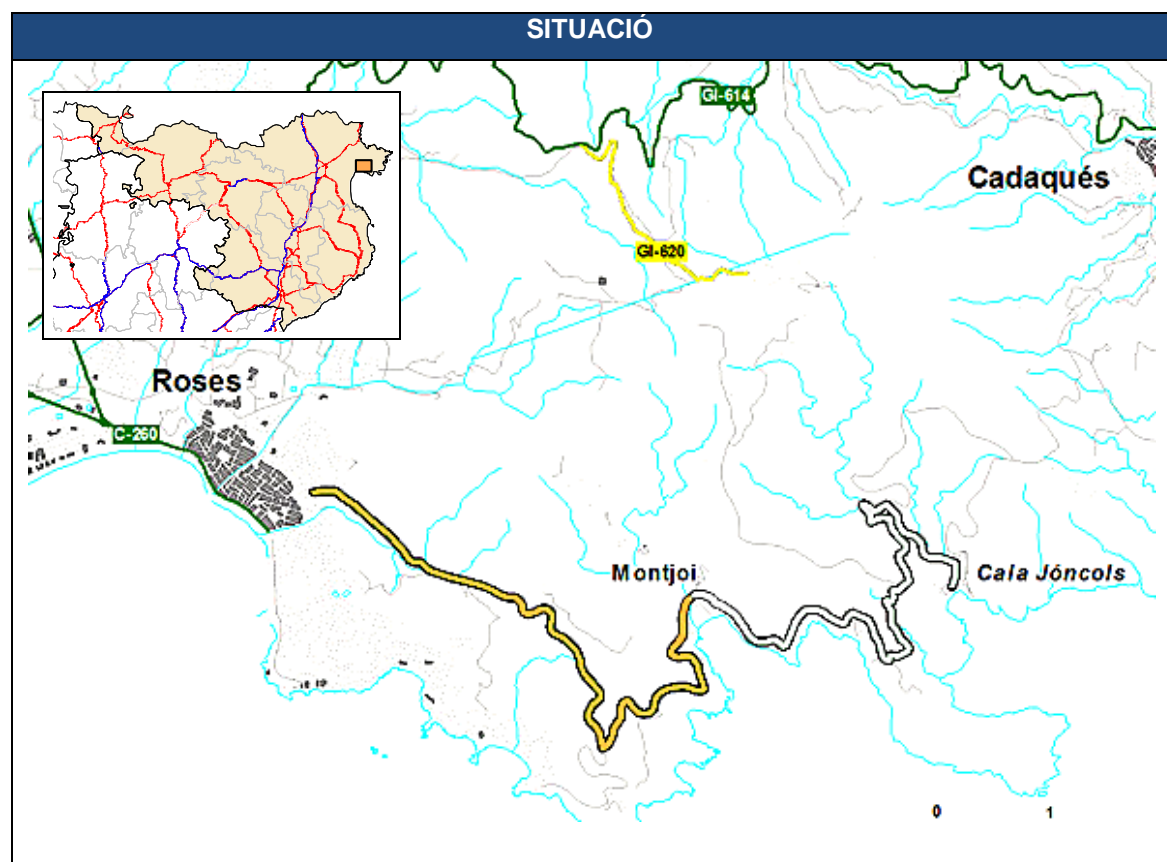 SITUACIÓ
GI-614
Cadaqués
GI-620
Roses
C-260
Montjoi
Cala Jóncols
0 1